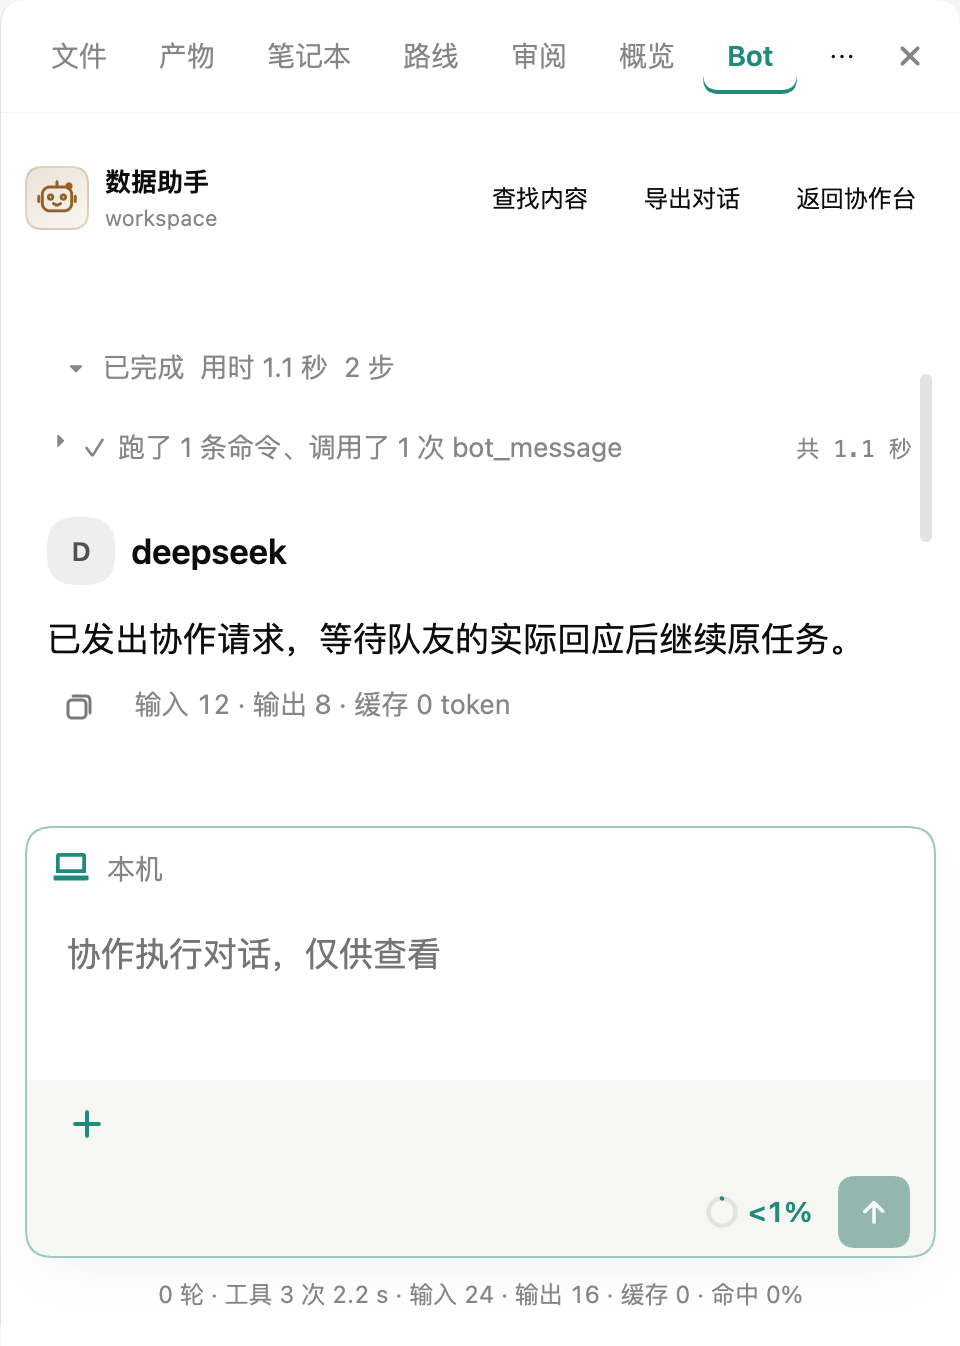 文件 产物 笔记本 路线 审阅 概览 Bot ···
数据助手
workspace
查找内容 导出对话 返回协作台
已完成 用时 1.1 秒 2 步
跑了 1 条命令、调用了 1 次 bot_message 共 1.1 秒
D deepseek
已发出协作请求，等待队友的实际回应后继续原任务。
输入 12 · 输出 8 · 缓存 0 token
本机
协作执行对话，仅供查看
<1%
0 轮 · 工具 3 次 2.2 s · 输入 24 · 输出 16 · 缓存 0 · 命中 0%